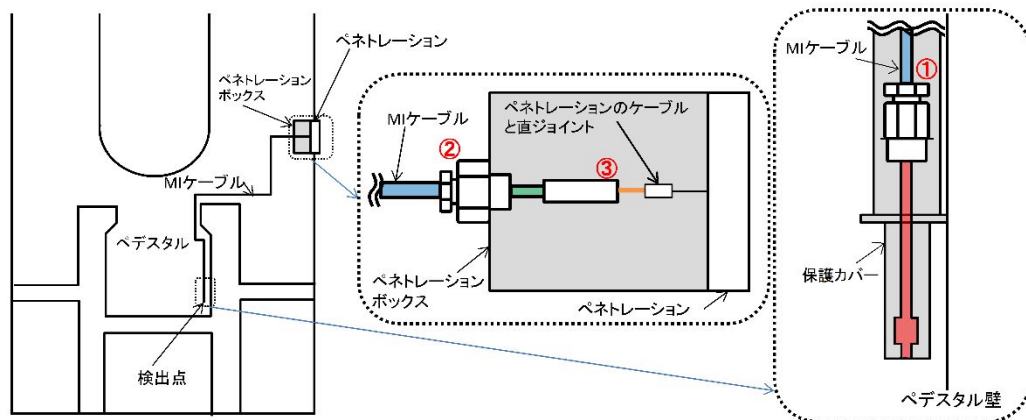 ペネトレーション
ペネトレーション
ボックス
MIケーブル
ペデスタル
検出点
MIケーブル
②
ペネトレーションのケーブル
と直ジョイント
③
ペネトレーション
ボックス
ペネトレーション
MIケーブル
①
保護カバー
ペデスタル壁